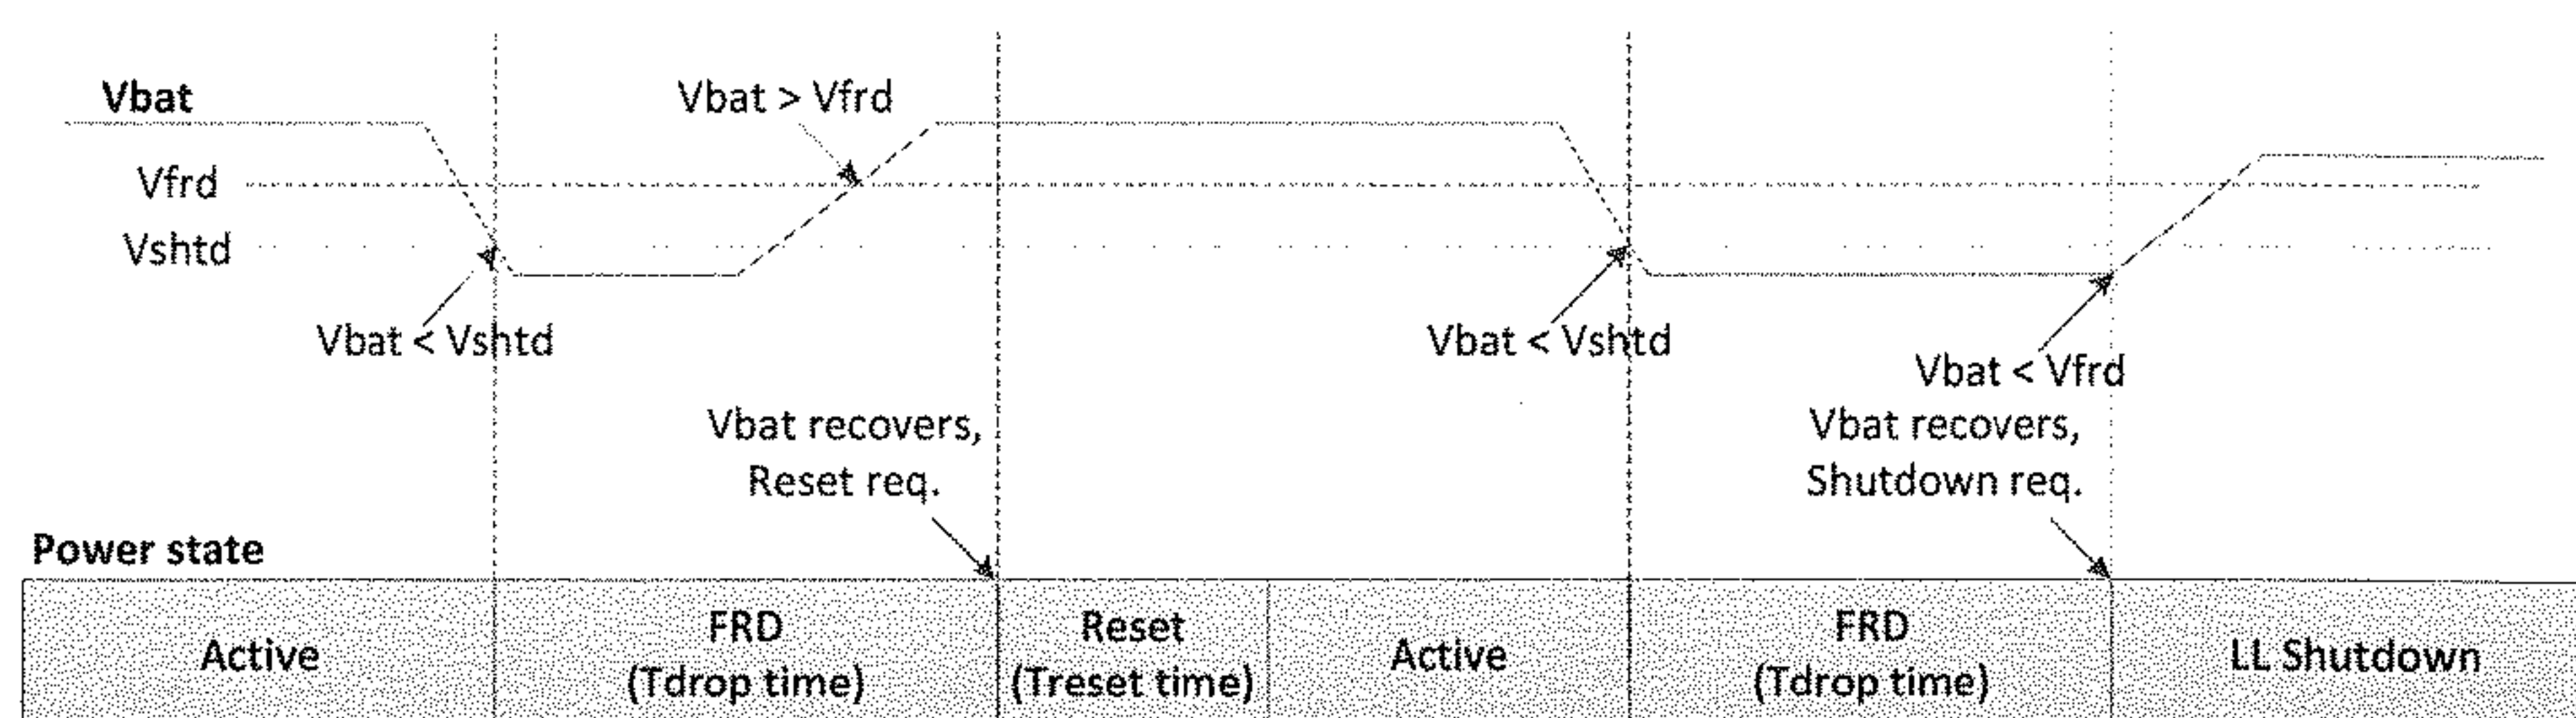 Vbat
Vbat > Vfrd
Vfrd
Vshtd
Vbat < Vshtd
Vbat < Vshtd
Vbat < Vfrd
Vbat recovers,
Reset req.
Vbat recovers,
Shutdown req.
Power state
Active
FRD
(Tdrop time)
Reset
(Treset time)
Active
FRD
(Tdrop time)
LL Shutdown